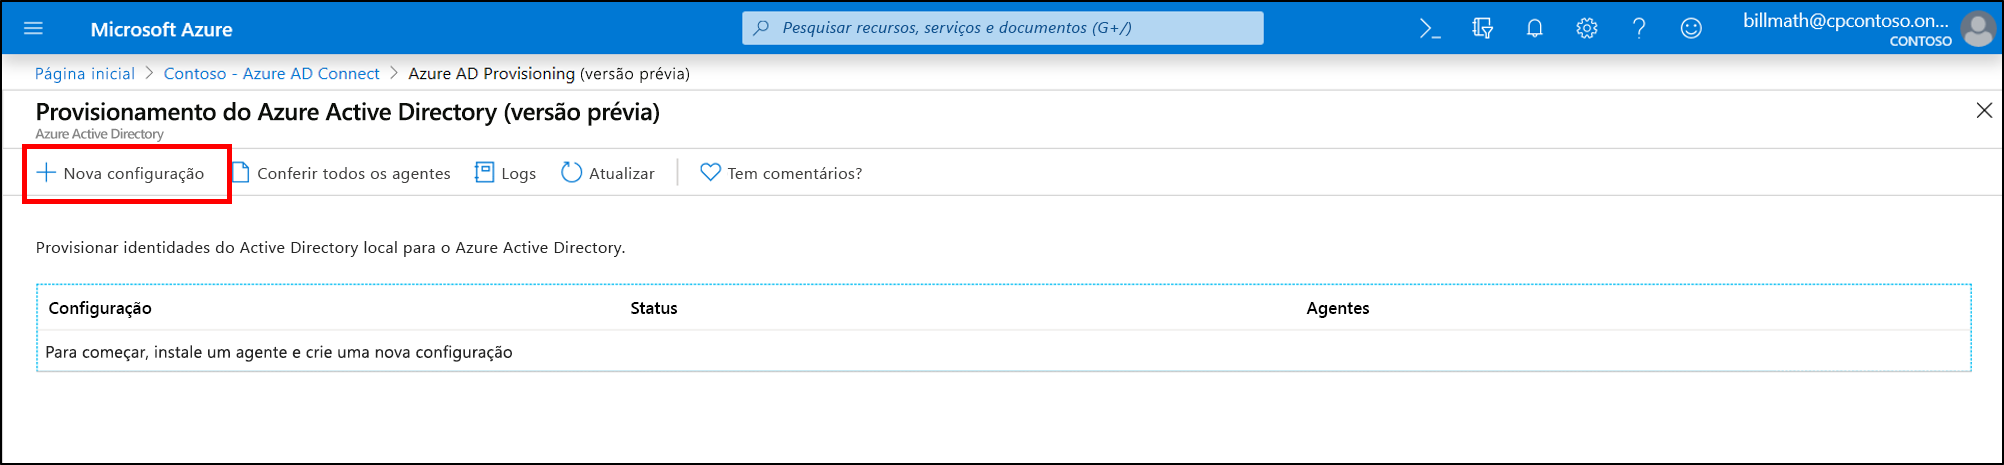 Microsoft Azure
Pesquisar recursos, serviços e documentos (G+/)
billmath@cpcontoso.on...
CONTOSO
Página inicial > Contoso - Azure AD Connect > Azure AD Provisioning (versão prévia)
Provisionamento do Azure Active Directory (versão prévia)
Azure Active Directory
Nova configuração Conferir todos os agentes Logs Atualizar Tem comentários?
Provisionar identidades do Active Directory local para o Azure Active Directory.
Configuração Status Agentes
Para começar, instale um agente e crie uma nova configuração